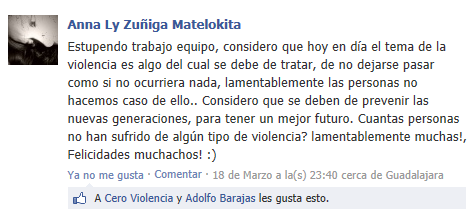 Anna Ly Zuñiga Matelokita
Estupendo trabajo equipo, considero que hoy en día el tema de la
violencia es algo del cual se debe de tratar, de no dejarse pasar
como si no ocurriera nada, lamentablemente las personas no
hacemos caso de ello.. Considero que se deben de prevenir las
nuevas generaciones, para tener un mejor futuro. Cuantas personas
no han sufrido de algún tipo de violencia? lamentablemente muchas!,
Felicidades muchachos! :)
Ya no me gusta · Comentar · 18 de Marzo a la(s) 23:40 cerca de Guadalajara
A Cero Violencia y Adolfo Barajas les gusta esto.